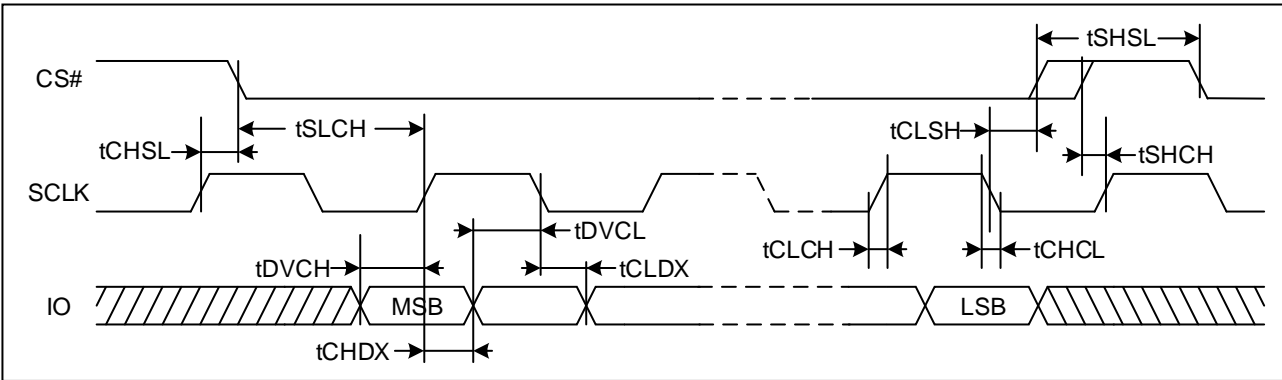 tSHSL
CS#
tSLCH
tCLSH
tCHSL
tSHCH
SCLK
tDVCL
tCLCH
tCHCL
tDVCH
tCLDX
IO
MSB
LSB
tCHDX